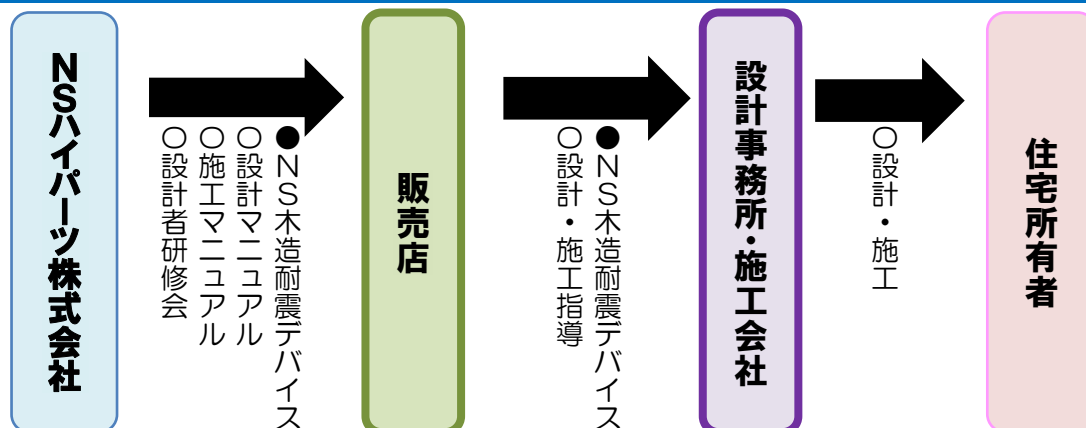 NSハイパーツ株式会社
●NS木造耐震デバイス
○設計マニュアル
○施工マニュアル
○設計者研修会
販売店
●NS木造耐震デバイス
○設計・施工指導
設計事務所・施工会社
○設計・施工
住宅所有者